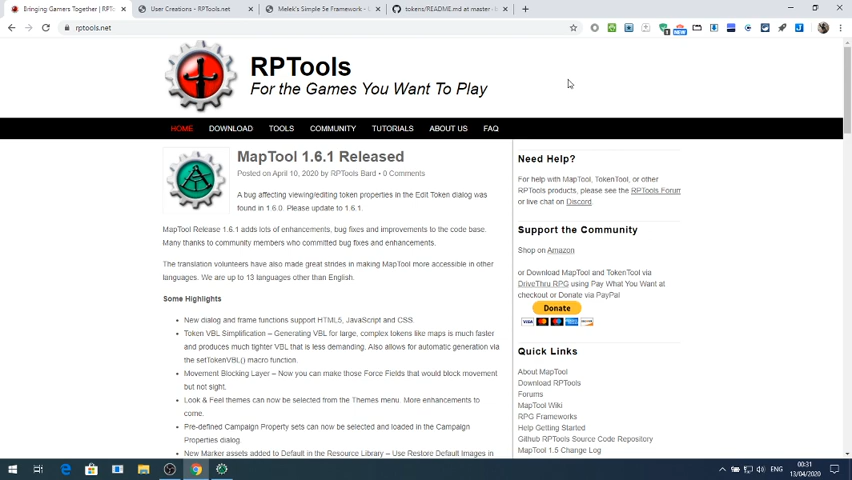 Bringing Gamers Together | RPTools
User Creations - RPTools.net
Melek's Simple 5e Framework -
tokens/README.md at master ·
rptools.net
RPTools
For the Games You Want To Play
HOME DOWNLOAD TOOLS COMMUNITY TUTORIALS ABOUT US FAQ
MapTool 1.6.1 Released
Posted on April 10, 2020 by RPTools Bard • 0 Comments
A bug affecting viewing/editing token properties in the Edit Token dialog was
found in 1.6.0. Please update to 1.6.1.
MapTool Release 1.6.1 adds lots of enhancements, bug fixes and improvements to the code base.
Many thanks to community members who committed bug fixes and enhancements.
The translation volunteers have also made great strides in making MapTool more accessible in other
languages. We are up to 13 languages other than English.
Some Highlights
• New dialog and frame functions support HTML5, JavaScript and CSS.
• Token VBL Simplification – Generating VBL for large, complex tokens like maps is much faster
and produces much tighter VBL that is less demanding. Also allows for automatic generation via
the setTokenVBL() macro function.
• Movement Blocking Layer – Now you can make those Force Fields that would block movement
but not sight.
• Look & Feel themes can now be selected from the Themes menu. More enhancements to
come.
• Pre-defined Campaign Property sets can now be selected and loaded in the Campaign
Properties dialog.
• New Marker assets added to Default in the Resource Library – Use Restore Default Images in
Need Help?
For help with MapTool, TokenTool, or other
RPTools products, please see the RPTools Forum
or live chat on Discord.
Support the Community
Shop on Amazon
or Download MapTool and TokenTool via
DriveThru RPG using Pay What You Want at
checkout or Donate via PayPal
Donate
VISA
Quick Links
About MapTool
Download RPTools
Forums
MapTool Wiki
RPG Frameworks
Help Getting Started
Github RPTools Source Code Repository
MapTool 1.5 Change Log
NEW
ENG
00:31
13/04/2020